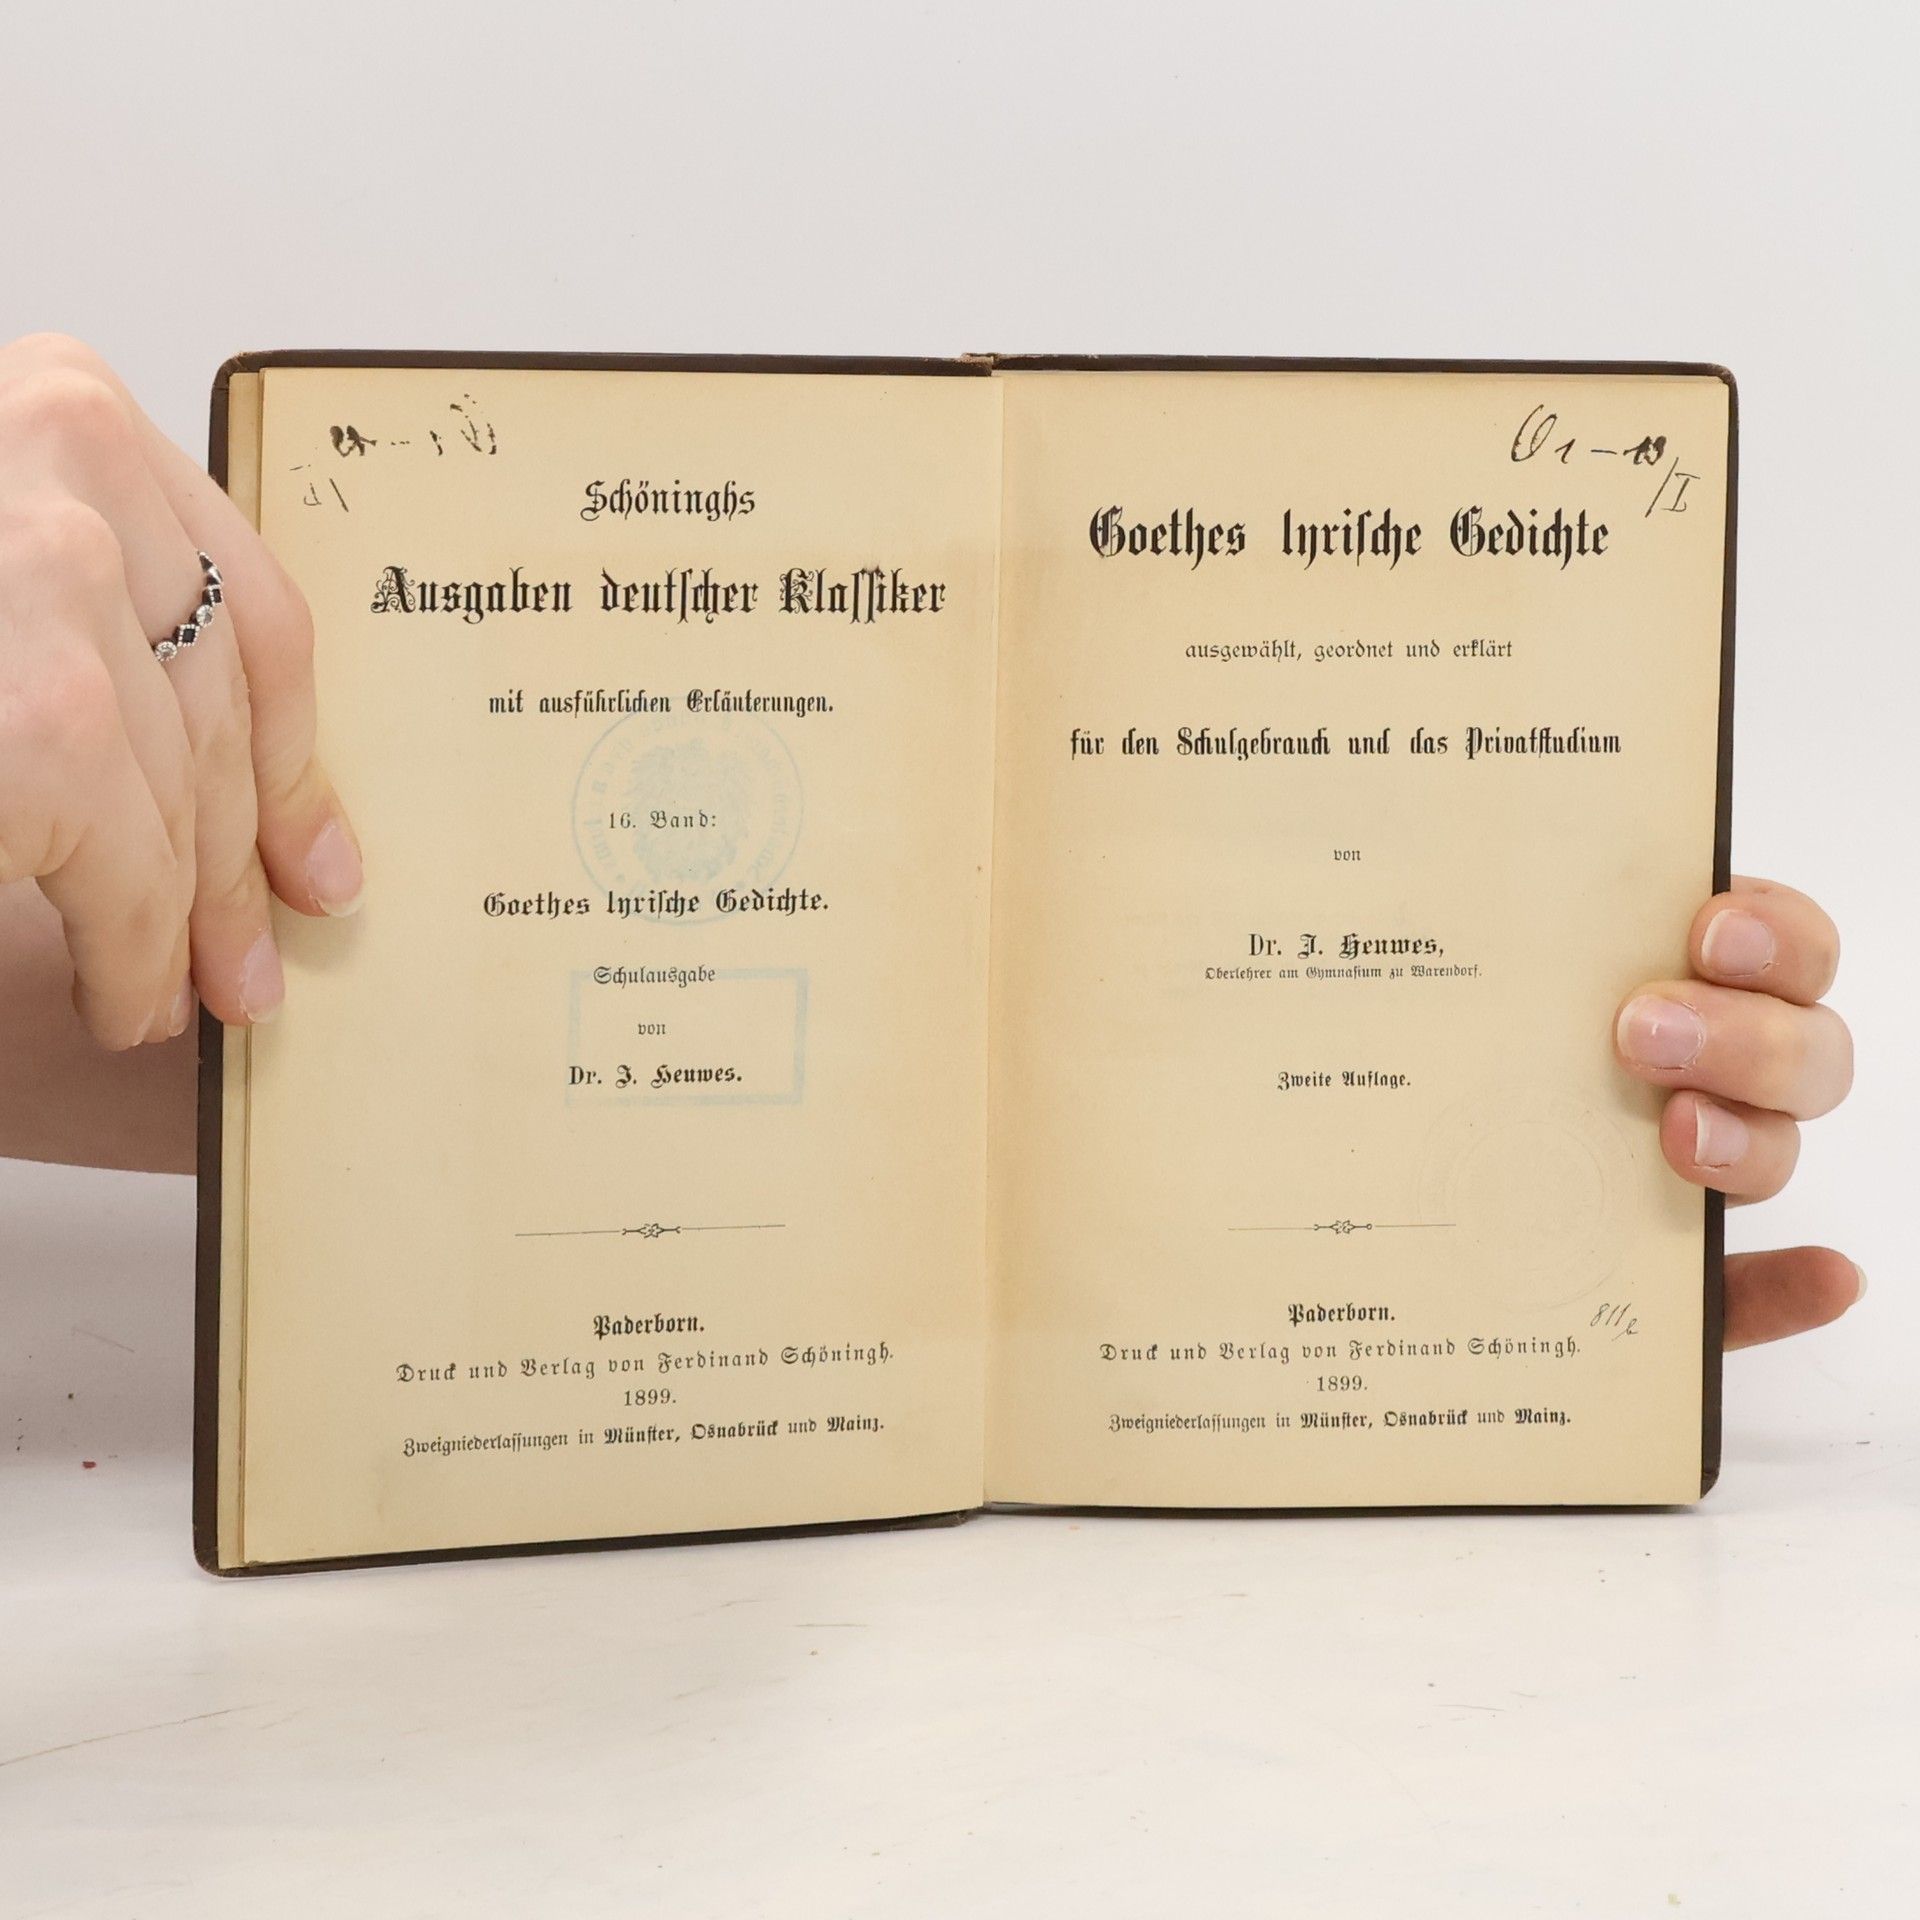 Schöninghs
Ausgaben deutscher Klassiker
mit ausführlichen Erläuterungen.
16. Band:
Goethes lyrische Gedichte.
Schulausgabe
von
Dr. J. Heuwes.
Paderborn.
Druck und Verlag von Ferdinand Schöningh.
1899.
Zweigniederlassungen in Münster, Osnabrück und Mainz.
O1 – 19
/I
Goethes lyrische Gedichte
ausgewählt, geordnet und erklärt
für den Schulgebrauch und das Privatstudium
von
Dr. J. Heuwes,
Oberlehrer am Gymnasium zu Warendorf.
Zweite Auflage.
Paderborn.
811/e
Druck und Verlag von Ferdinand Schöningh.
1899.
Zweigniederlassungen in Münster, Osnabrück und Mainz.